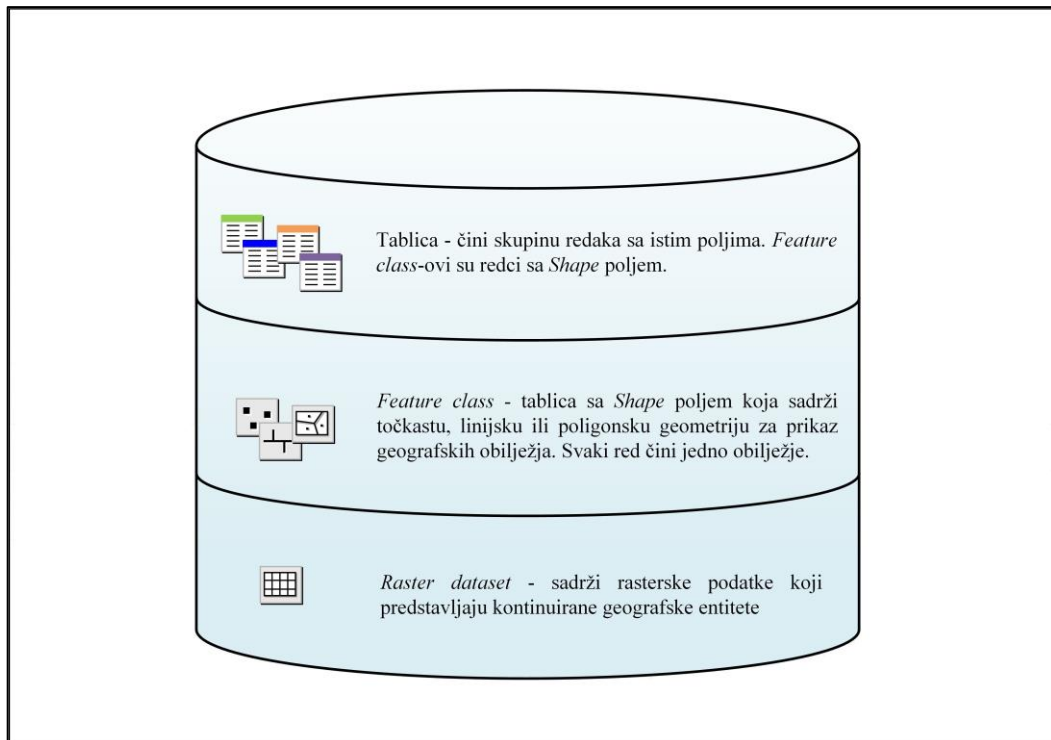 Tablica - čini skupinu redaka sa istim poljima. Feature
class-ovi su redci sa Shape poljem.
Feature class - tablica sa Shape poljem koja sadrži
točkastu, linijsku ili poligonsku geometriju za prikaz
geografskih obilježja. Svaki red čini jedno obilježje.
Raster dataset - sadrži rasterske podatke koji
predstavljaju kontinuirane geografske entitete